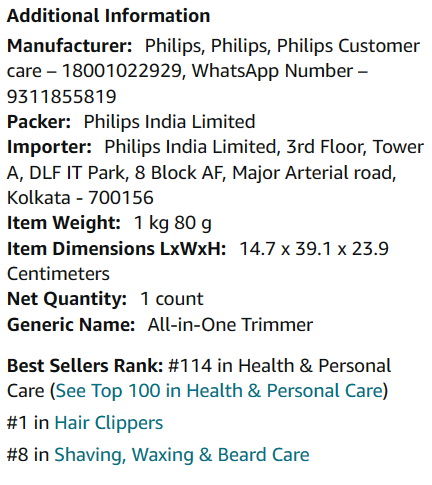 Additional Information
Manufacturer: Philips, Philips, Philips Customer
care – 18001022929, WhatsApp Number –
9311855819
Packer: Philips India Limited
Importer: Philips India Limited, 3rd Floor, Tower
A, DLF IT Park, 8 Block AF, Major Arterial road,
Kolkata - 700156
Item Weight: 1 kg 80 g
Item Dimensions LxWxH: 14.7 x 39.1 x 23.9
Centimeters
Net Quantity: 1 count
Generic Name: All-in-One Trimmer
Best Sellers Rank: #114 in Health & Personal
Care (See Top 100 in Health & Personal Care)
#1 in Hair Clippers
#8 in Shaving, Waxing & Beard Care